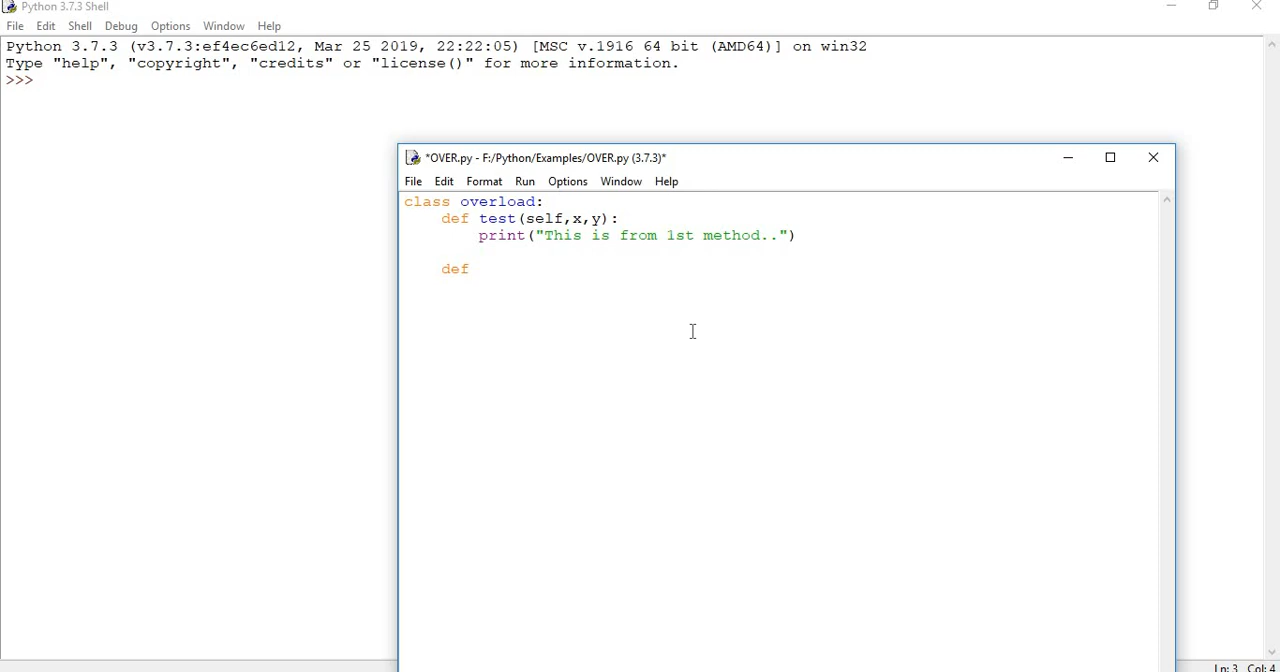 Python 3.7.3 Shell
File Edit Shell Debug Options Window Help
Python 3.7.3 (v3.7.3:ef4ec6ed12, Mar 25 2019, 22:22:05) [MSC v.1916 64 bit (AMD64)] on win32
Type "help", "copyright", "credits" or "license()" for more information.
>>>
*OVER.py - F:/Python/Examples/OVER.py (3.7.3)*
File Edit Format Run Options Window Help
class overload:
    def test(self,x,y):
        print("This is from 1st method..")
    def
Ln: 3 Col: 4